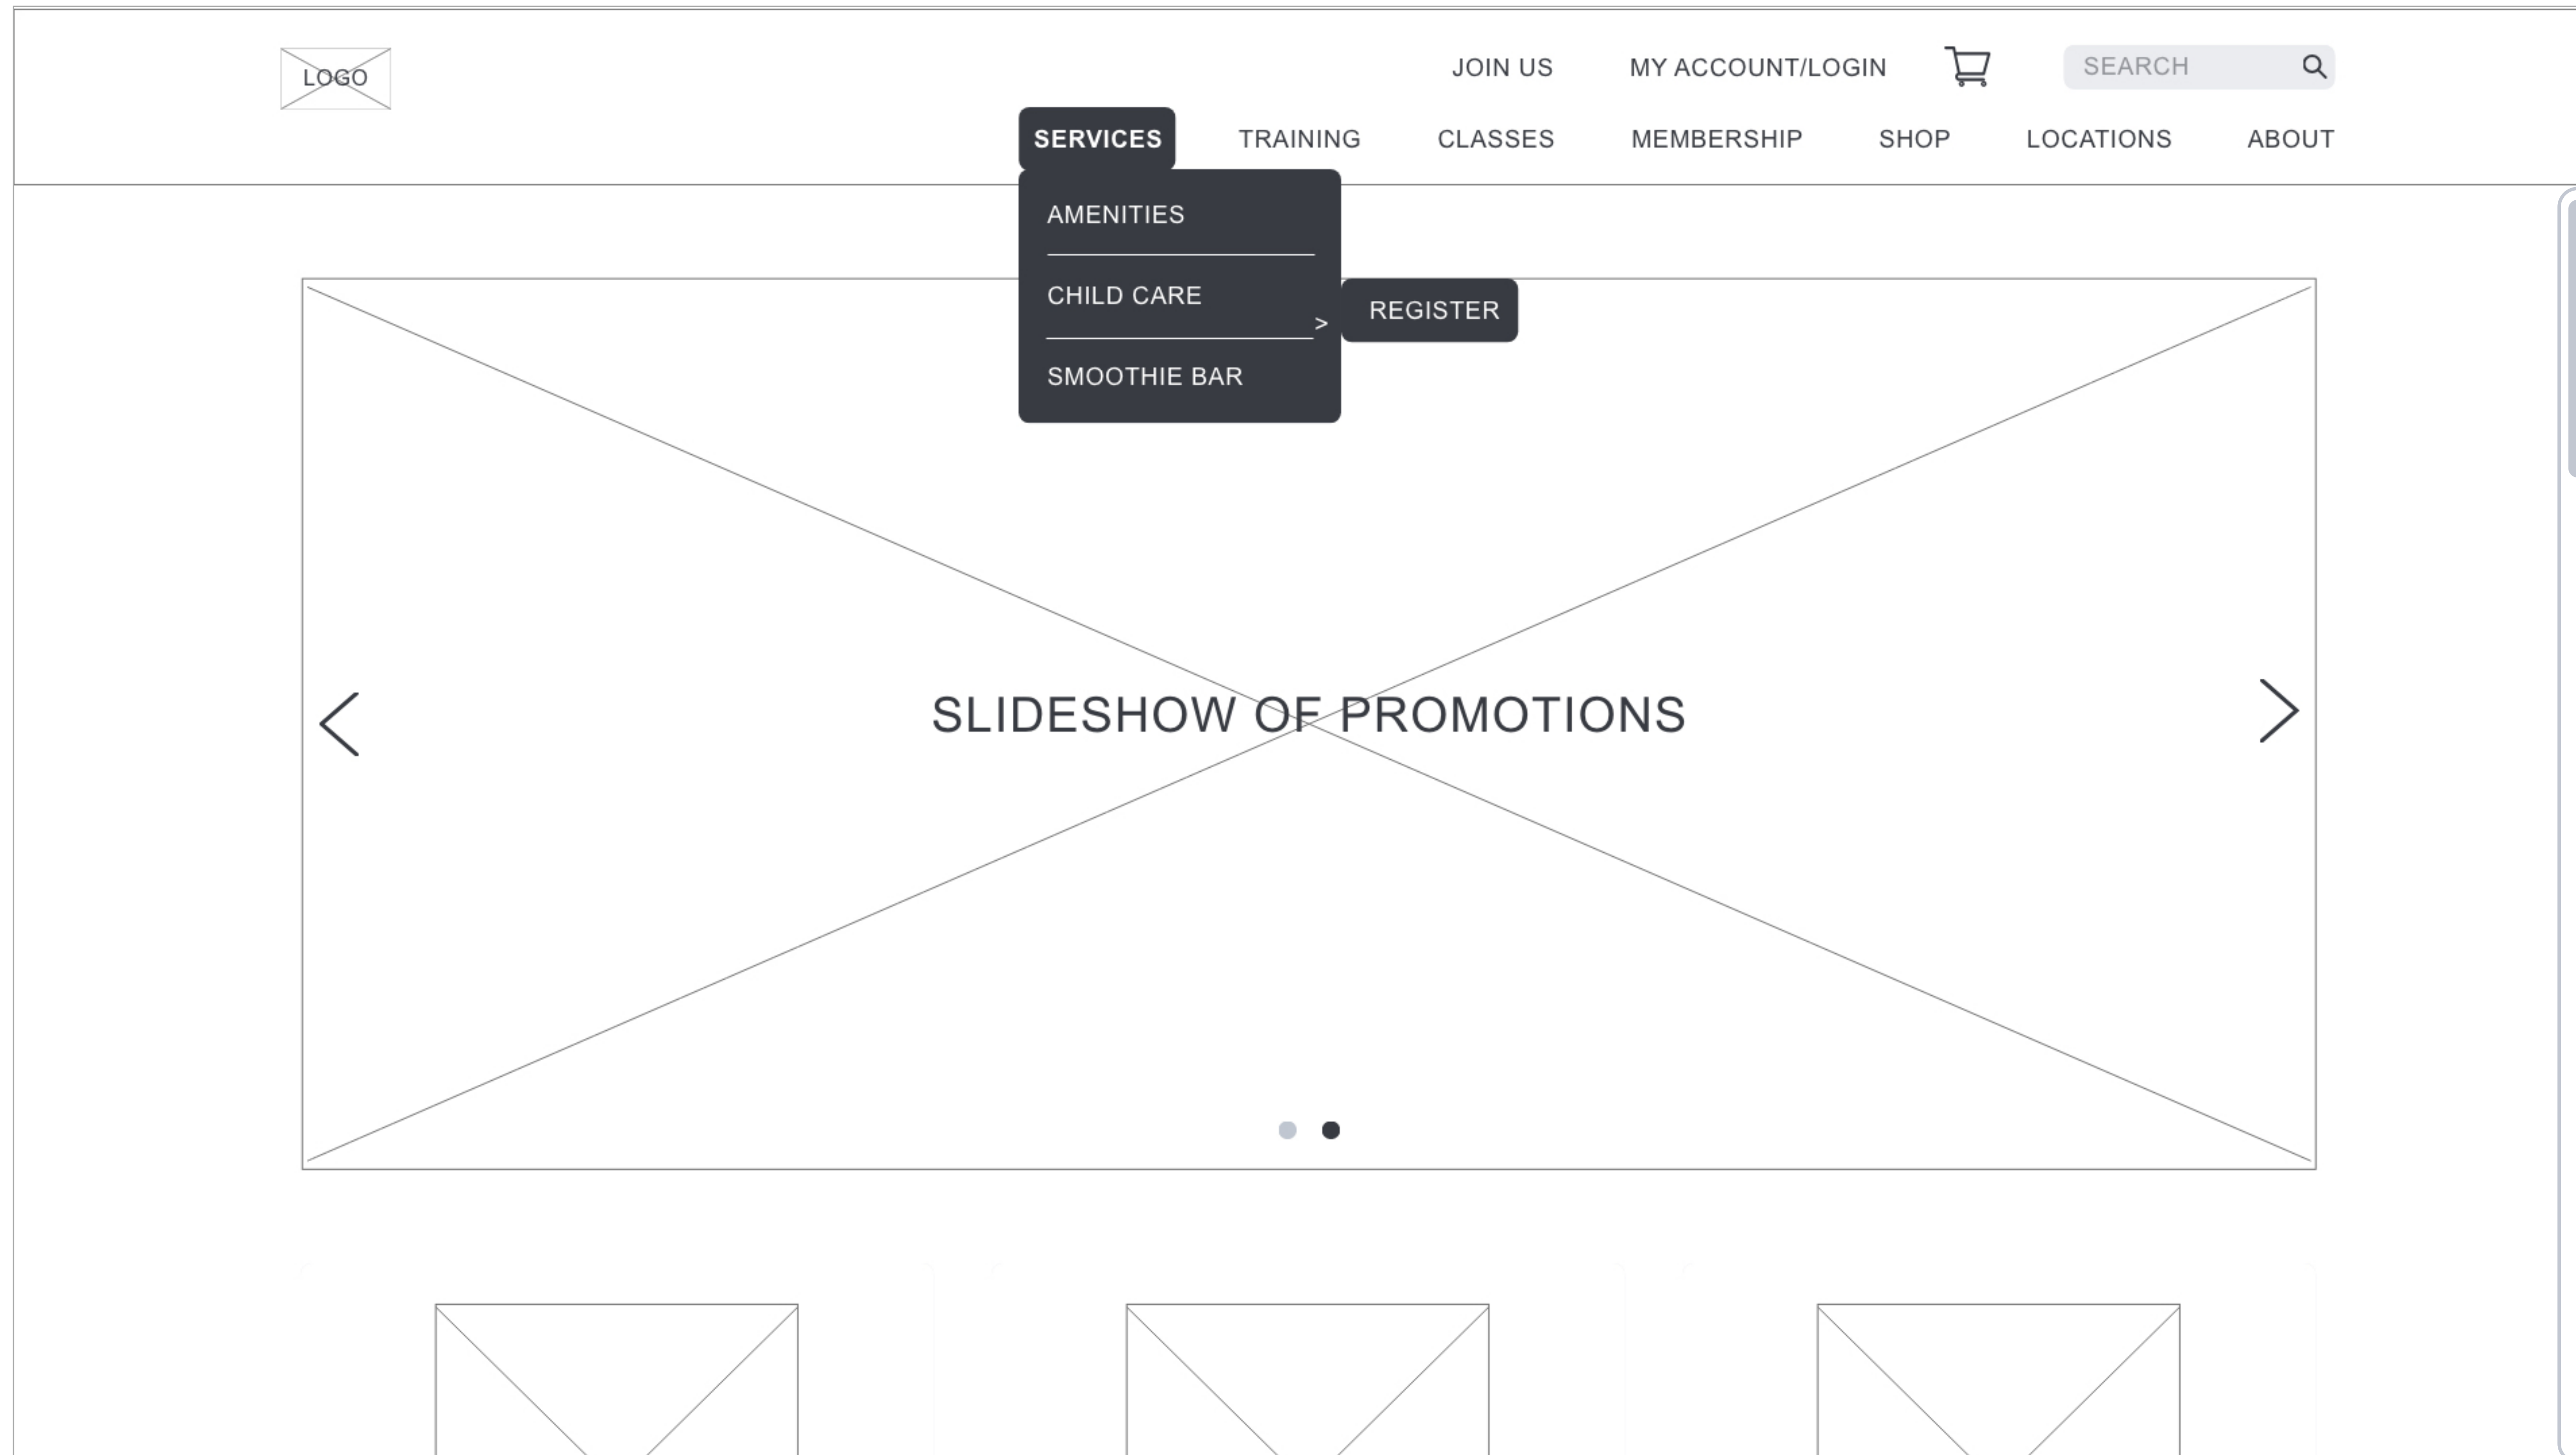 LOGO
JOIN US
MY ACCOUNT/LOGIN
SEARCH
SERVICES
TRAINING
CLASSES
MEMBERSHIP
SHOP
LOCATIONS
ABOUT
AMENITIES
CHILD CARE
>
REGISTER
SMOOTHIE BAR
SLIDESHOW OF PROMOTIONS